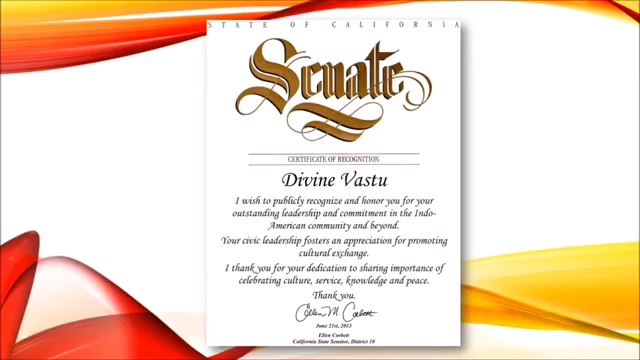 STATE OF CALIFORNIA
Senate
CERTIFICATE OF RECOGNITION
Divine Vastu
I wish to publicly recognize and honor you for your
outstanding leadership and commitment in the Indo-
American community and beyond.
Your civic leadership fosters an appreciation for promoting
cultural exchange.
I thank you for your dedication to sharing importance of
celebrating culture, service, knowledge and peace.
Thank you.
Ellen M. Corbett
June 21st, 2013
Ellen Corbett
California State Senator, District 10